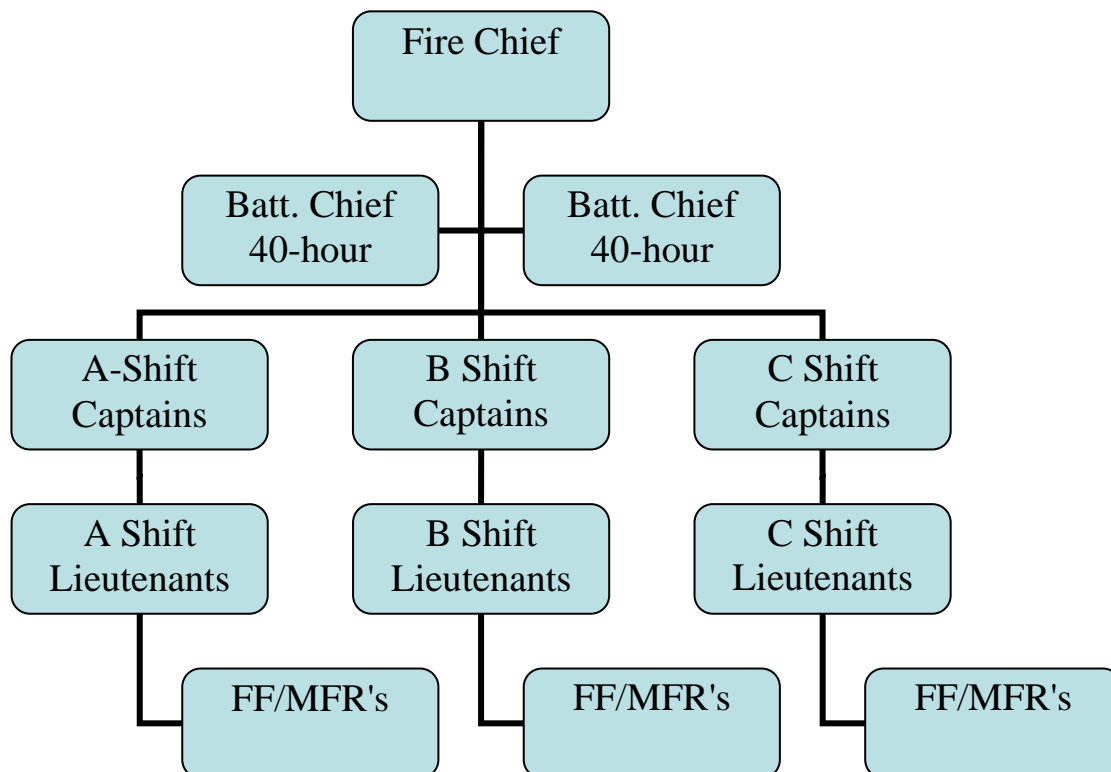 Fire Chief
Batt. Chief
40-hour
Batt. Chief
40-hour
A-Shift
Captains
B Shift
Captains
C Shift
Captains
A Shift
Lieutenants
B Shift
Lieutenants
C Shift
Lieutenants
FF/MFR's
FF/MFR's
FF/MFR's